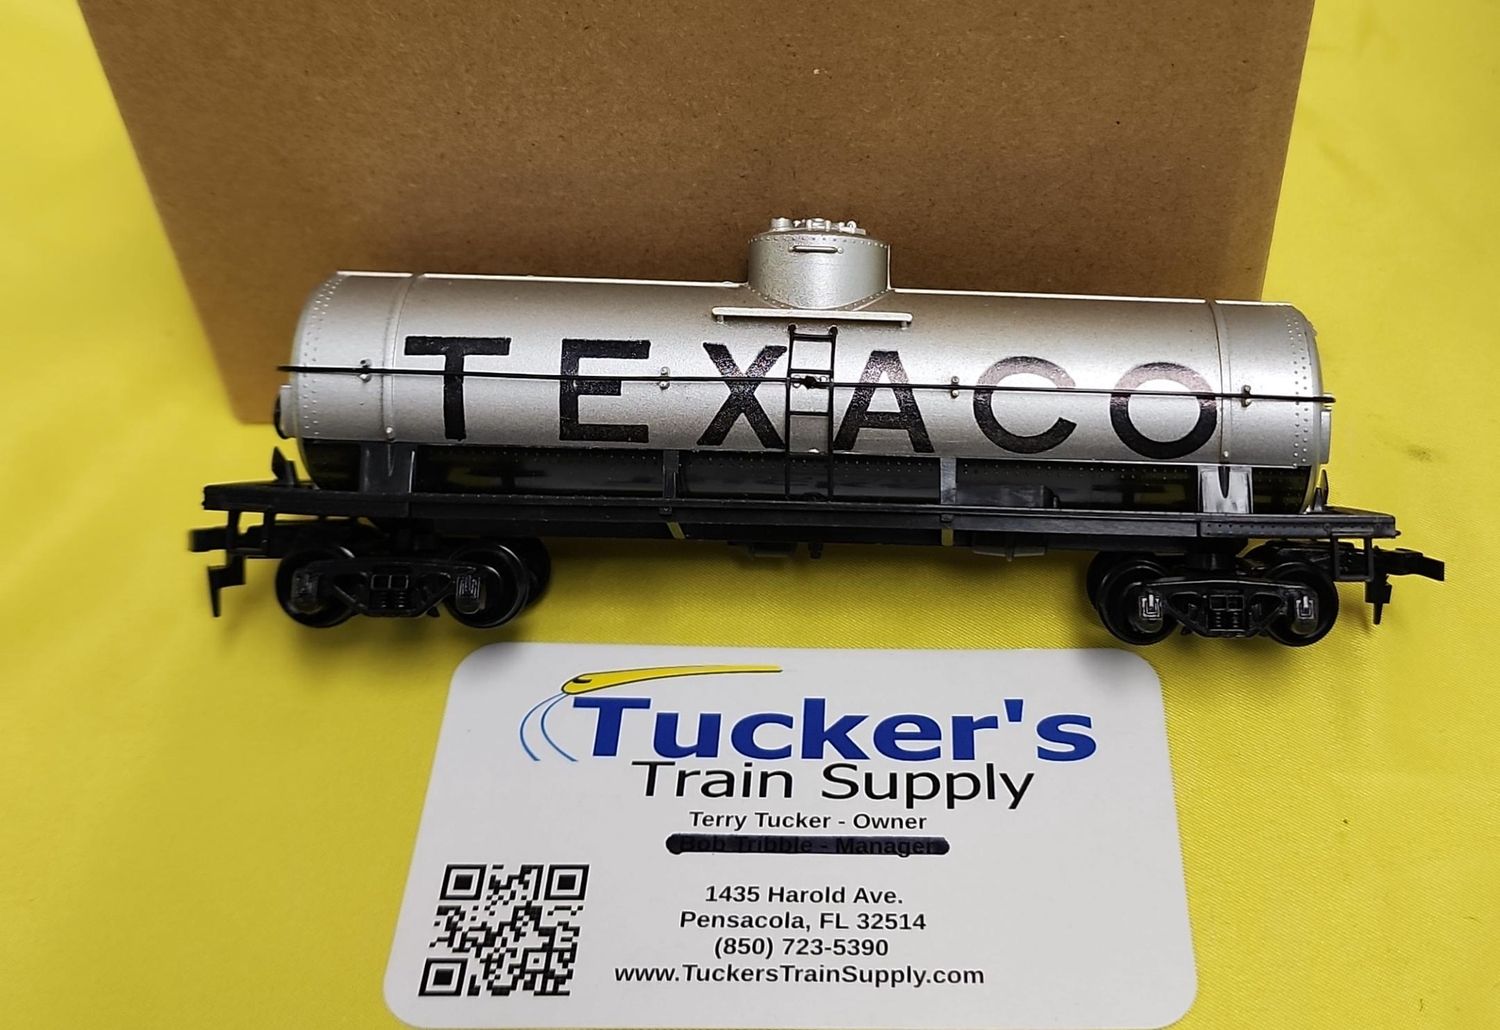 TEXACO
Tucker's
Train Supply
Terry Tucker - Owner
Bob Tribble - Manager
1435 Harold Ave.
Pensacola, FL 32514
(850) 723-5390
www.TuckersTrainSupply.com